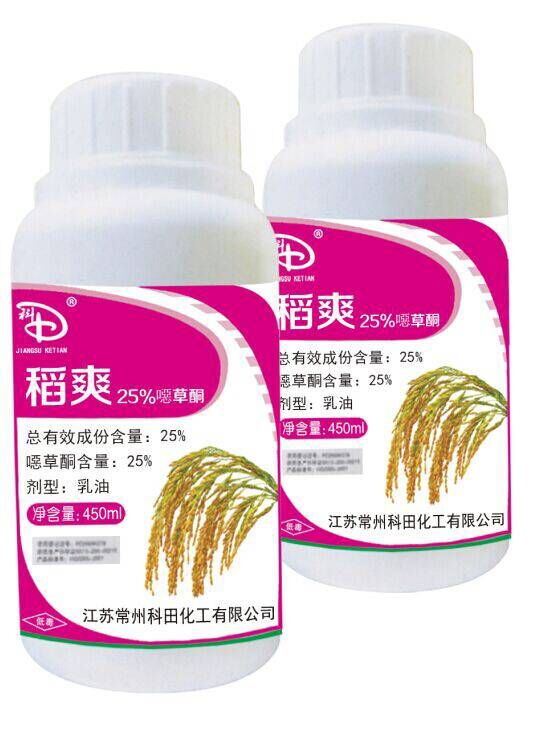 科
®
JIANGSU KETIAN
稻爽 25%噁草酮
总有效成份含量：25%
噁草酮含量：25%
剂型：乳油
净含量：450ml
低毒
江苏常州科田化工有限公司
科
®
JIANGSU KETIAN
稻爽 25%噁草酮
总有效成份含量：25%
噁草酮含量：25%
剂型：乳油
净含量：450ml
低毒
江苏常州科田化工有限公司